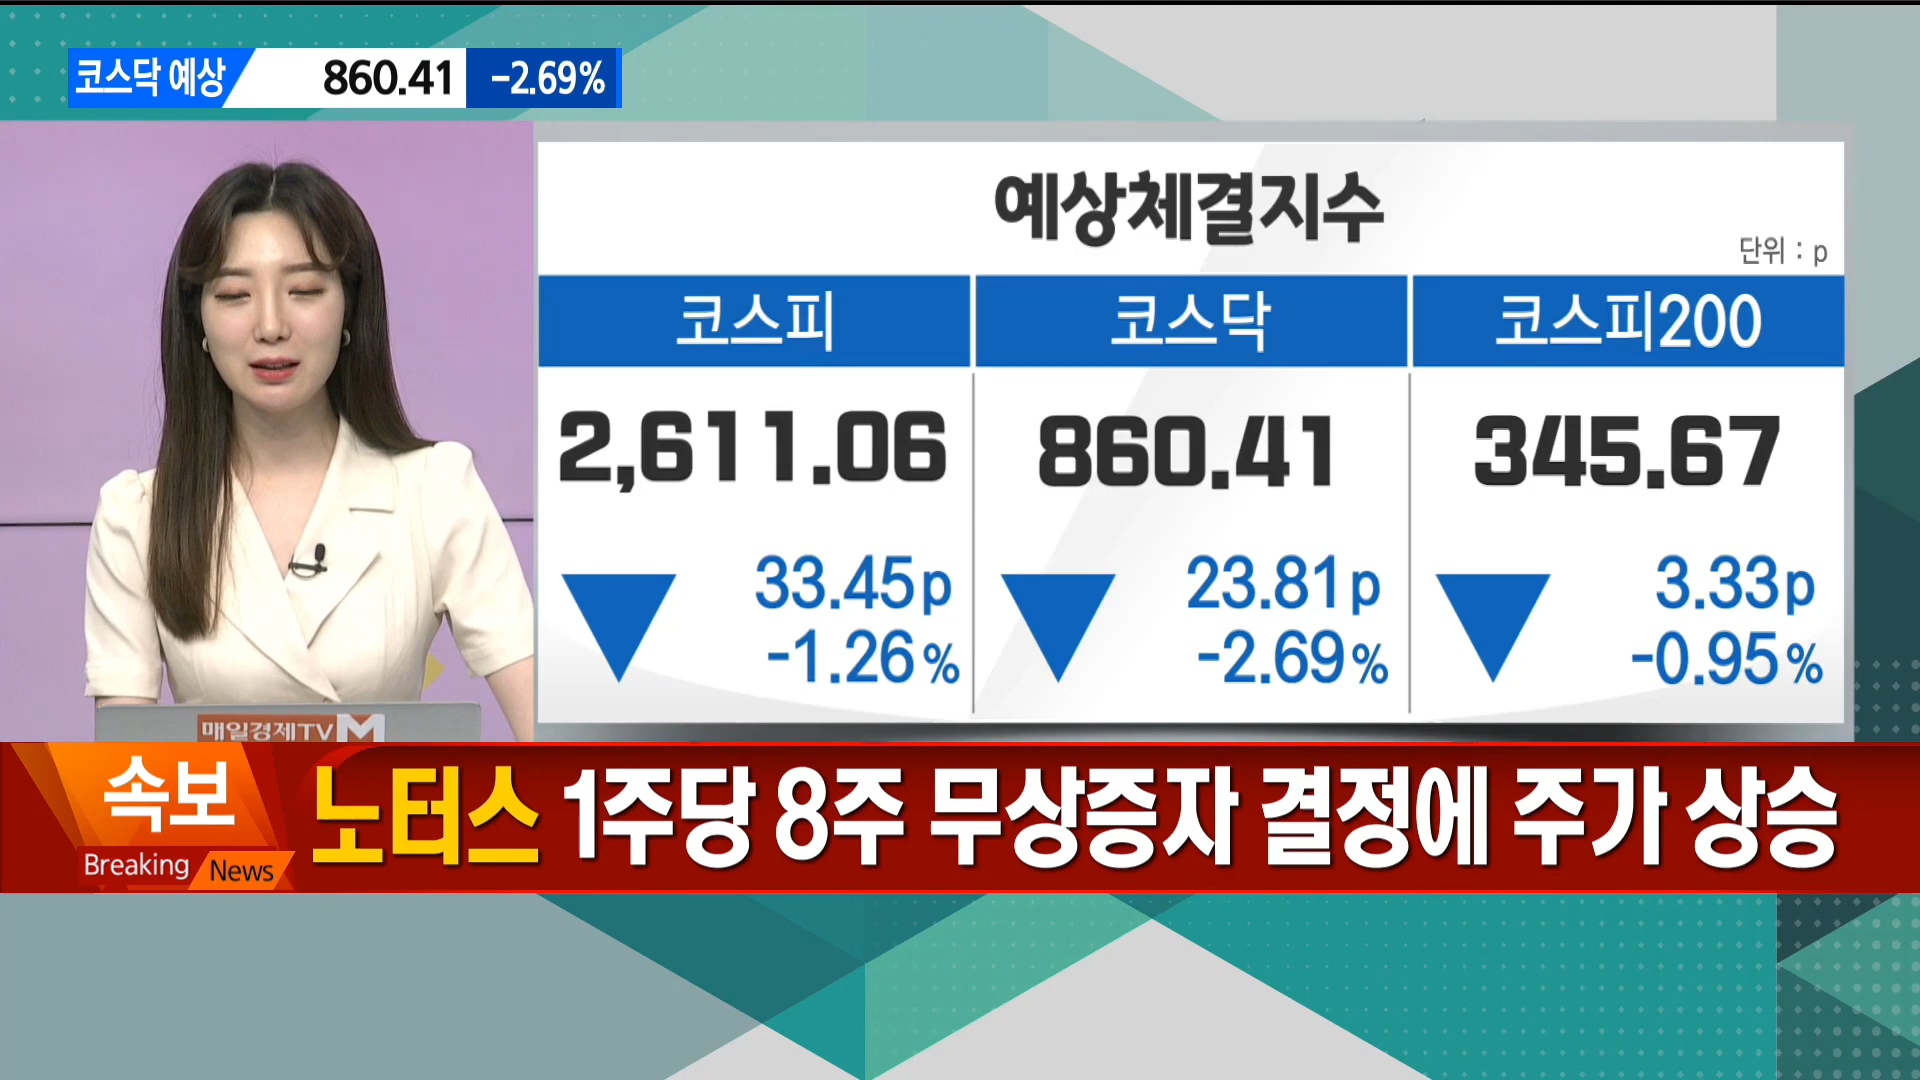 코스닥 예상 860.41 -2.69%
예상체결지수
단위 : p
코스피 코스닥 코스피200
2,611.06 860.41 345.67
▼ 33.45p ▼ 23.81p ▼ 3.33p
-1.26% -2.69% -0.95%
매일경제TV M
속보 노터스 1주당 8주 무상증자 결정에 주가 상승
Breaking News